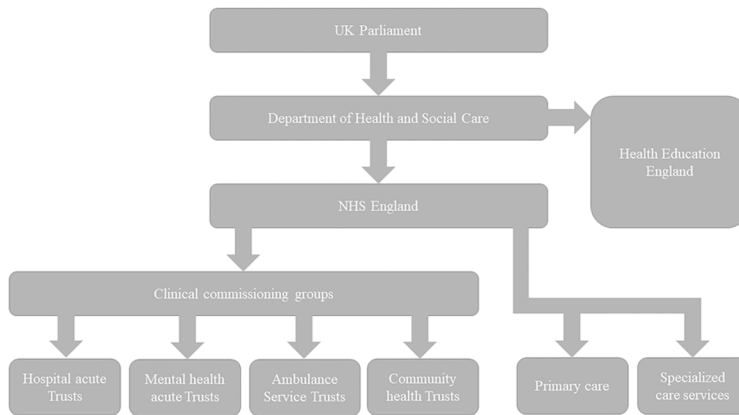 UK Parliament
Department of Health and Social Care
Health Education
England
NHS England
Clinical commissioning groups
Hospital acute
Trusts
Mental health
acute Trusts
Ambulance
Service Trusts
Community
health Trusts
Primary care
Specialized
care services